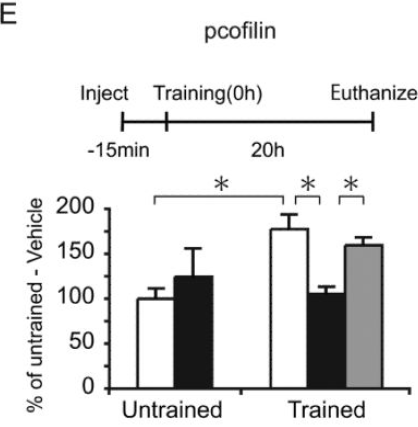 E
pcofilin
Inject Training(0h) Euthanize
-15min 20h
* * *
% of untrained - Vehicle
200
150
100
50
0
Untrained Trained